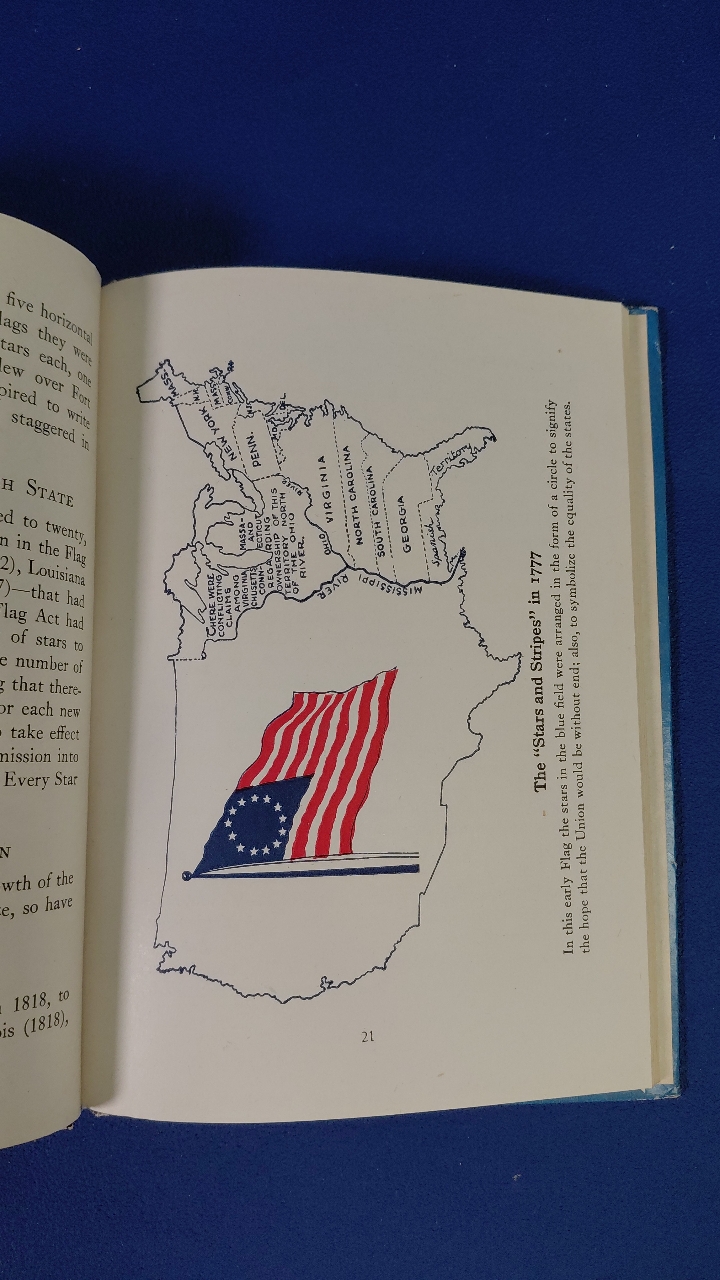 five horizontal
lags they were
tars each, one
lew over Fort
pired to write
staggered in
H STATE
ed to twenty,
n in the Flag
2), Louisiana
7)—that had
Flag Act had
of stars to
e number of
g that there-
or each new
take effect
mission into
Every Star
N
wth of the
te, so have
1818, to
ois (1818),
MASS.
N.H.
MASS.
CONN.
NEW YORK
N.J.
PENN.
DEL.
MD.
VIRGINIA
NORTH CAROLINA
SOUTH CAROLINA
GEORGIA
Spanish
Territory
OHIO
RIVER
MISSISSIPPI RIVER
THERE WERE
CONFLICTING
CLAIMS
AMONG
VIRGINIA
MASSA-
CHUSETTS
AND
CONN-
ECTICUT
REGARDING
OWNERSHIP OF THIS
TERRITORY NORTH
OF THE OHIO
RIVER.
The "Stars and Stripes" in 1777
In this early Flag the stars in the blue field were arranged in the form of a circle to signify
the hope that the Union would be without end; also, to symbolize the equality of the states.
21